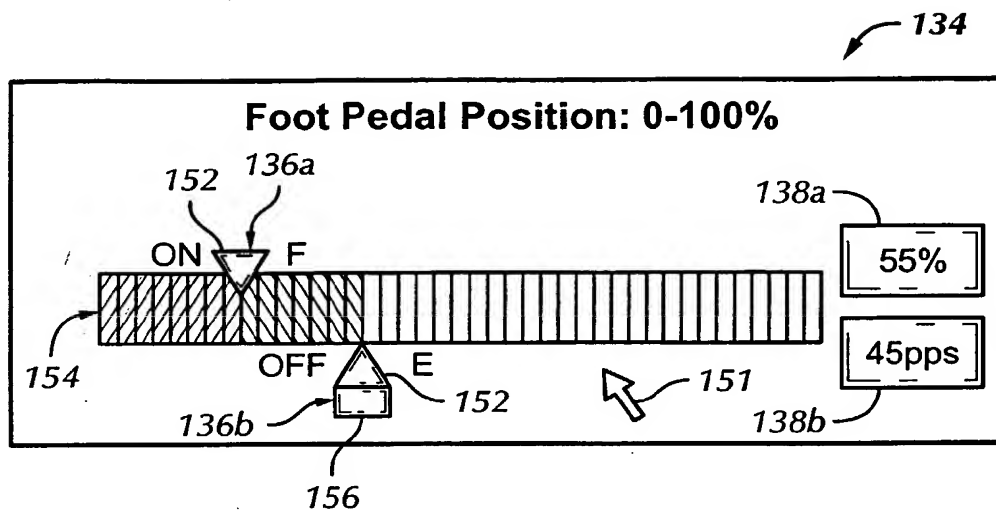 134
Foot Pedal Position: 0-100%
152
136a
138a
ON
F
55%
154
OFF
E
45pps
136b
152
151
138b
156